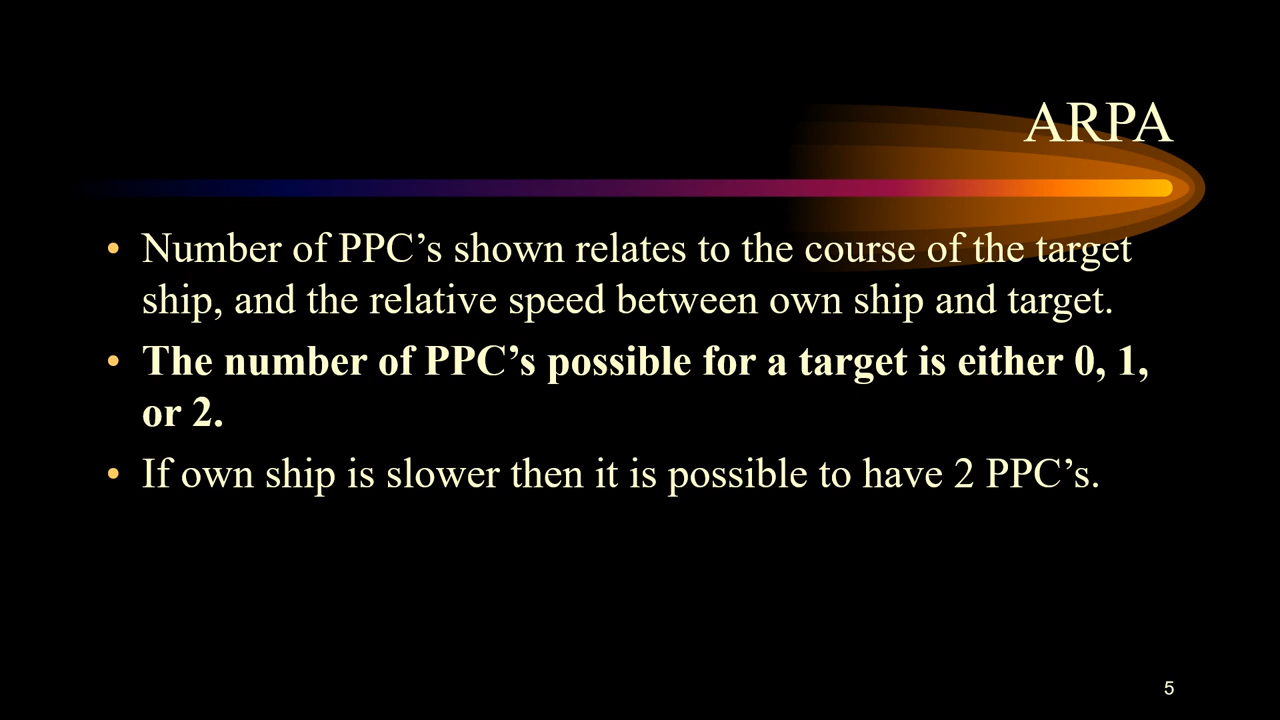 ARPA
• Number of PPC’s shown relates to the course of the target
ship, and the relative speed between own ship and target.
• The number of PPC’s possible for a target is either 0, 1,
or 2.
• If own ship is slower then it is possible to have 2 PPC’s.
5